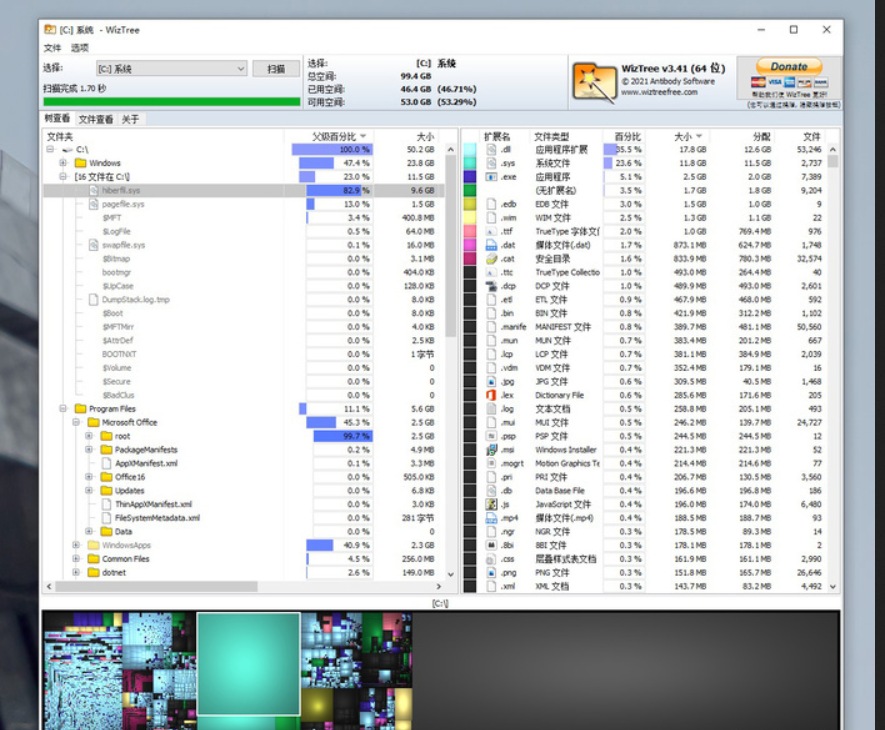 [C:] 系统 - WizTree
文件 选项
选择: [C:] 系统 扫描
扫描完成 1.70 秒
选择: [C:] 系统
总空间: 99.4 GB
已用空间: 46.4 GB (46.71%)
可用空间: 53.0 GB (53.29%)
WizTree v3.41 (64 位)
© 2021 Antibody Software
www.wiztreefree.com
Donate
VISA
帮助我们使 WizTree 更好!
树查看 文件查看 关于
文件夹 父级百分比 大小
C:\ 100.0 % 50.2 GB
Windows 47.4 % 23.8 GB
[16 文件在 C:\] 23.0 % 11.5 GB
hiberfil.sys 82.9 % 9.6 GB
pagefile.sys 13.0 % 1.5 GB
$MFT 3.4 % 400.8 MB
$LogFile 0.5 % 64.0 MB
swapfile.sys 0.1 % 16.0 MB
$Bitmap 0.0 % 3.1 MB
bootmgr 0.0 % 404.0 KB
$UpCase 0.0 % 128.0 KB
DumpStack.log.tmp 0.0 % 8.0 KB
$Boot 0.0 % 8.0 KB
$MFTMirr 0.0 % 4.0 KB
$AttrDef 0.0 % 2.5 KB
BOOTNXT 0.0 % 1 字节
$Volume 0.0 % 0
$Secure 0.0 % 0
$BadClus 0.0 % 0
Program Files 11.1 % 5.6 GB
Microsoft Office 45.3 % 2.5 GB
root 99.7 % 2.5 GB
PackageManifests 0.2 % 4.9 MB
AppXManifest.xml 0.1 % 3.3 MB
Office16 0.0 % 505.0 KB
Updates 0.0 % 6.8 KB
ThinAppXManifest.xml 0.0 % 3.0 KB
FileSystemMetadata.xml 0.0 % 281 字节
Data 0.0 % 0
WindowsApps 40.9 % 2.3 GB
Common Files 4.5 % 256.0 MB
dotnet 2.6 % 149.0 MB
扩展名 文件类型 百分比 大小 分配 文件
.dll 应用程序扩展 35.5 % 17.8 GB 12.6 GB 53,246
.sys 系统文件 23.6 % 11.8 GB 11.5 GB 2,737
.exe 应用程序 5.1 % 2.5 GB 2.0 GB 7,389
(无扩展名) 3.5 % 1.7 GB 1.8 GB 9,204
.edb EDB 文件 3.0 % 1.5 GB 1.0 GB 9
.wim WIM 文件 2.5 % 1.3 GB 1.1 GB 22
.ttf TrueType 字体文 2.0 % 1.0 GB 769.4 MB 976
.dat 媒体文件(.dat) 1.7 % 873.1 MB 624.7 MB 1,748
.cat 安全目录 1.6 % 833.9 MB 780.3 MB 32,574
.ttc TrueType Collectio 1.0 % 493.0 MB 264.4 MB 40
.dcp DCP 文件 1.0 % 489.9 MB 493.0 MB 2,601
.etl ETL 文件 0.9 % 467.9 MB 468.0 MB 592
.bin BIN 文件 0.8 % 421.9 MB 312.2 MB 1,102
.manife MANIFEST 文件 0.8 % 389.7 MB 481.1 MB 50,560
.mun MUN 文件 0.7 % 383.4 MB 201.2 MB 667
.lcp LCP 文件 0.7 % 381.1 MB 384.9 MB 2,039
.vdm VDM 文件 0.7 % 352.4 MB 179.1 MB 16
.jpg JPG 文件 0.6 % 309.5 MB 40.5 MB 1,468
.lex Dictionary File 0.6 % 285.6 MB 171.6 MB 205
.log 文本文档 0.5 % 258.8 MB 205.1 MB 493
.mui MUI 文件 0.5 % 246.2 MB 139.7 MB 24,727
.psp PSP 文件 0.5 % 244.5 MB 244.5 MB 12
.msi Windows Installer 0.4 % 221.3 MB 221.3 MB 52
.mogrt Motion Graphics Te 0.4 % 214.4 MB 214.6 MB 77
.pri PRI 文件 0.4 % 206.7 MB 130.5 MB 3,560
.db Data Base File 0.4 % 196.6 MB 196.8 MB 186
.js JavaScript 文件 0.4 % 196.0 MB 174.0 MB 6,480
.mp4 媒体文件(.mp4) 0.4 % 188.5 MB 188.7 MB 93
.ngr NGR 文件 0.4 % 178.5 MB 89.3 MB 14
.8bi 8BI 文件 0.4 % 178.1 MB 178.1 MB 2
.css 层叠样式表文档 0.3 % 161.9 MB 161.1 MB 2,990
.png PNG 文件 0.3 % 151.8 MB 165.7 MB 26,646
.xml XML 文档 0.3 % 143.7 MB 83.2 MB 4,492
[C:\]